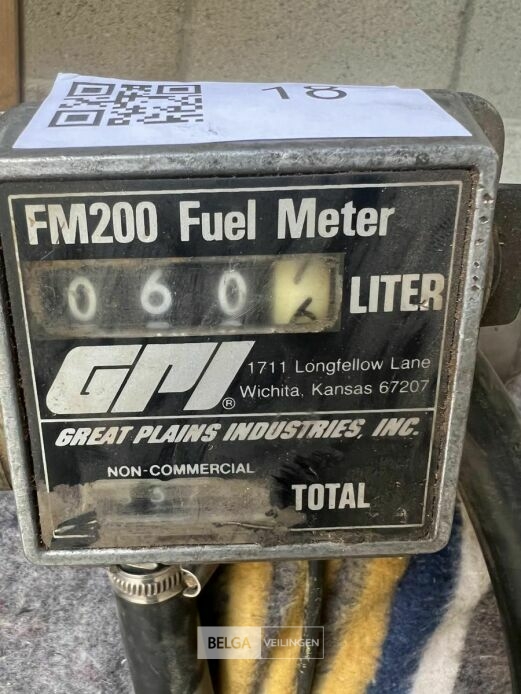 18
FM200 Fuel Meter
0 6 0
LITER
GPI®
1711 Longfellow Lane
Wichita, Kansas 67207
GREAT PLAINS INDUSTRIES, INC.
NON-COMMERCIAL
TOTAL
BELGA VEILINGEN